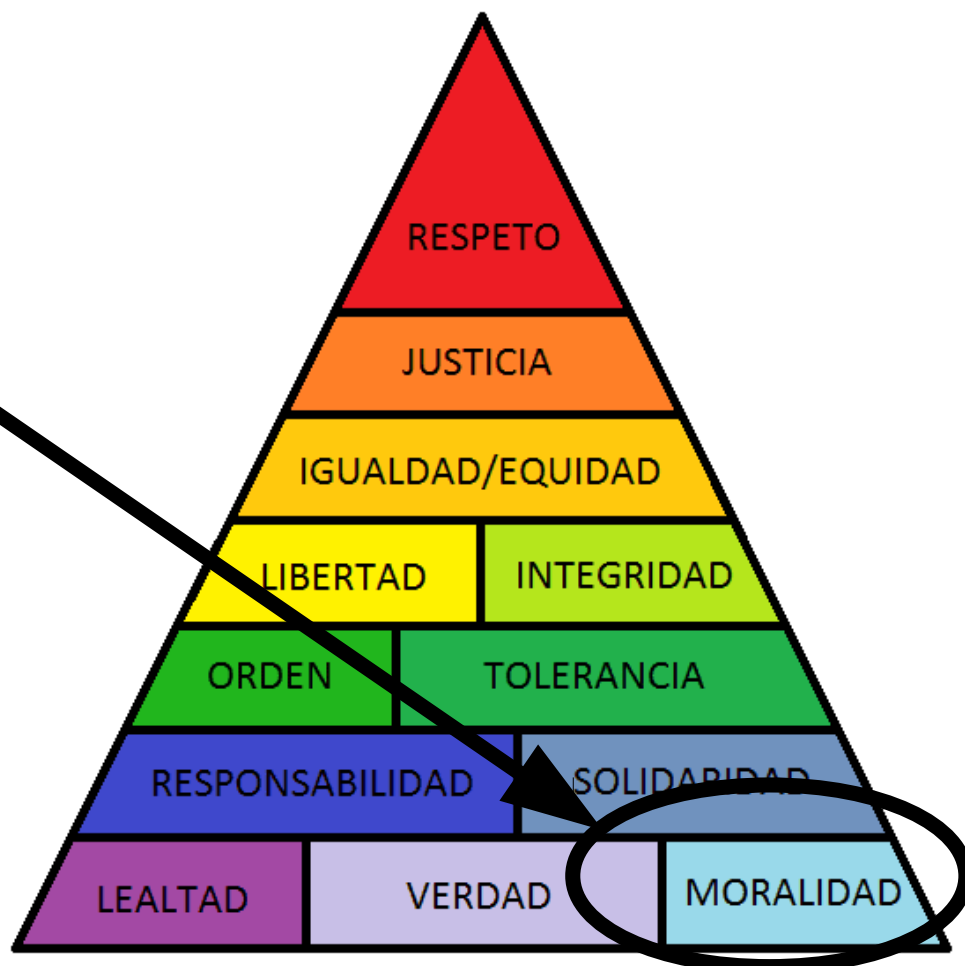 RESPETO
JUSTICIA
IGUALDAD/EQUIDAD
LIBERTAD INTEGRIDAD
ORDEN TOLERANCIA
RESPONSABILIDAD SOLIDARIDAD
LEALTAD VERDAD MORALIDAD